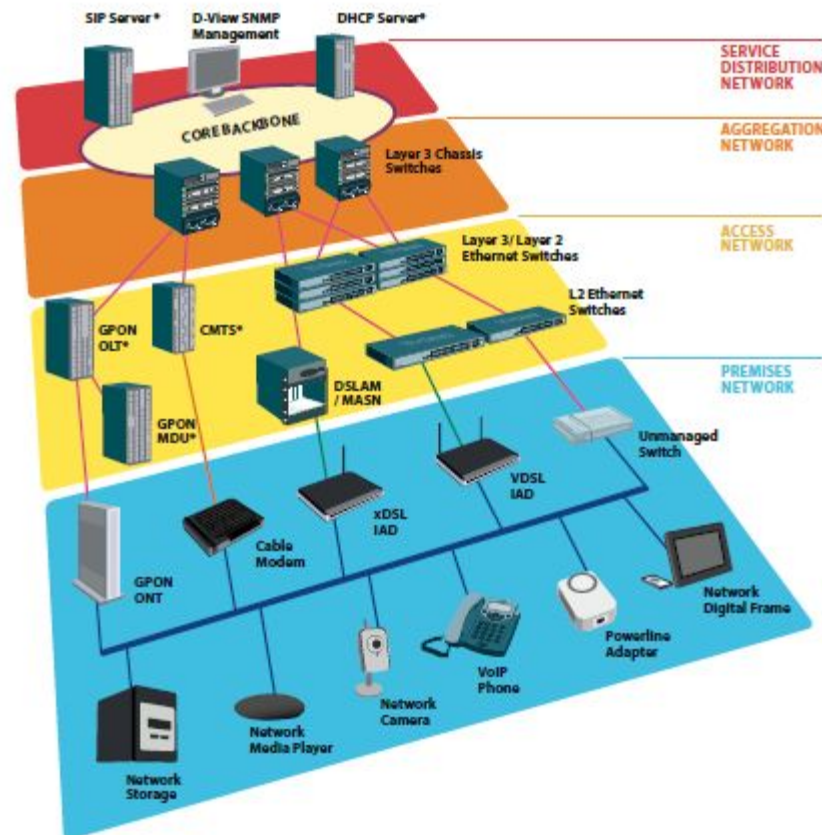 SIP Server*
D-View SNMP
Management
DHCP Server*
SERVICE
DISTRIBUTION
NETWORK
CORE BACKBONE
AGGREGATION
NETWORK
Layer 3 Chassis
Switches
ACCESS
NETWORK
Layer 3/ Layer 2
Ethernet Switches
L2 Ethernet
Switches
GPON
OLT*
CMTS*
PREMISES
NETWORK
DSLAM
/ MASN
GPON
MDU*
Unmanaged
Switch
VDSL
IAD
xDSL
IAD
Cable
Modem
GPON
ONT
Network
Digital Frame
Powerline
Adapter
VoIP
Phone
Network
Camera
Network
Media Player
Network
Storage